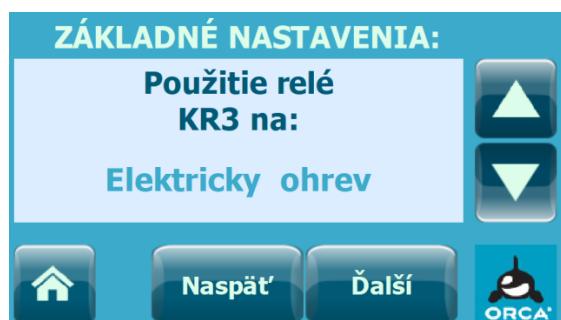 ZÁKLADNÉ NASTAVENIA:
Použitie relé
KR3 na:
Elektricky ohrev
Naspäť
Ďalší
ORCA